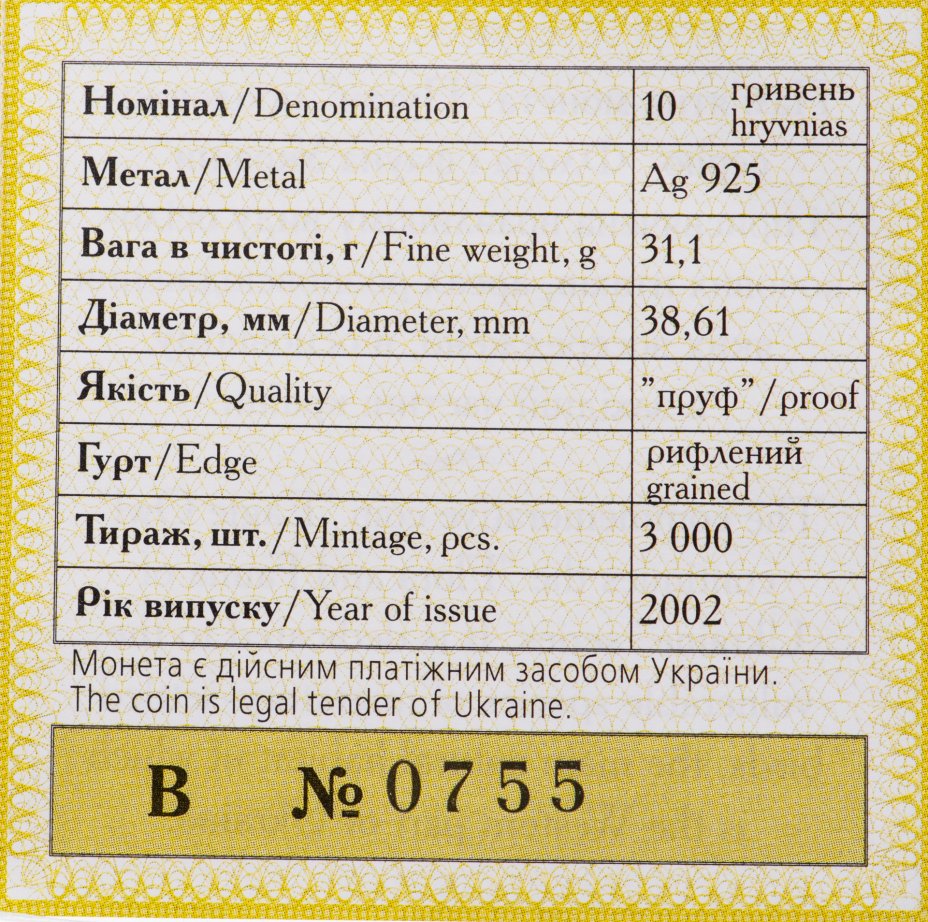 Номінал/Denomination 10 гривень
hryvnias
Метал/Metal Ag 925
Вага в чистоті, г/Fine weight, g 31,1
Діаметр, мм/Diameter, mm 38,61
Якість/Quality "пруф"/proof
Гурт/Edge рифлений
grained
Тираж, шт./Mintage, pcs. 3 000
Рік випуску/Year of issue 2002
Монета є дійсним платіжним засобом України.
The coin is legal tender of Ukraine.
В № 0755